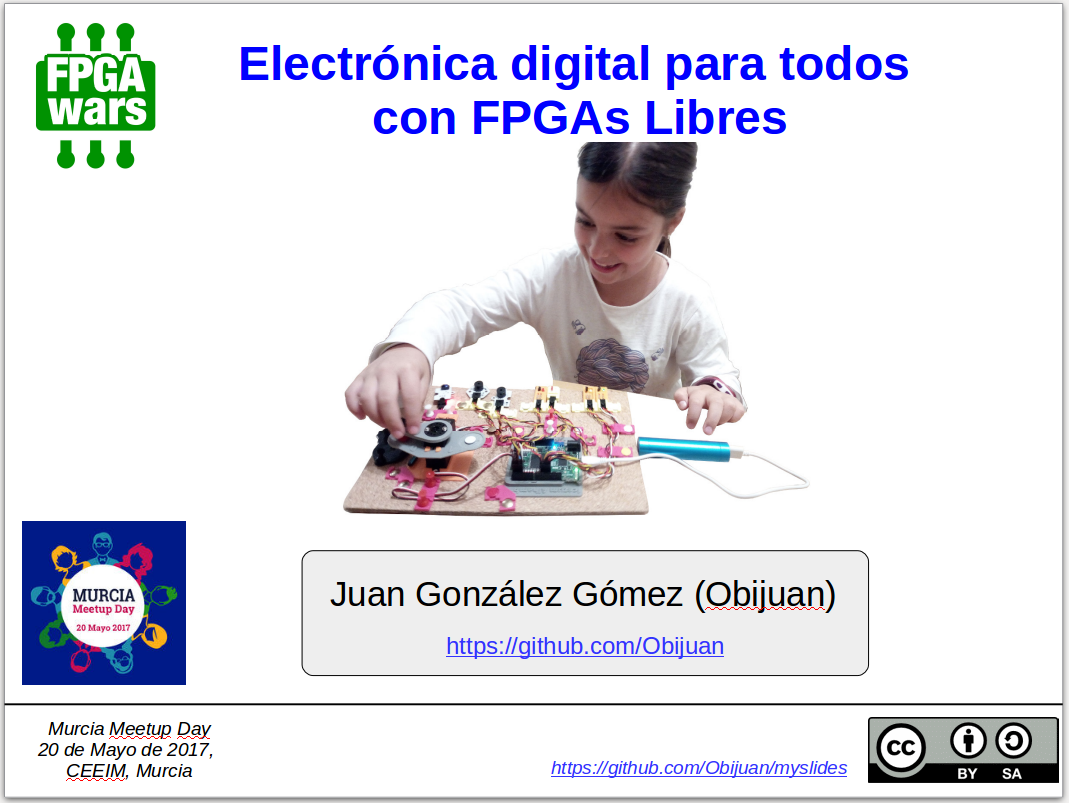 FPGA
wars
Electrónica digital para todos
con FPGAs Libres
MURCIA
Meetup Day
20 Mayo 2017
Juan González Gómez (Obijuan)
https://github.com/Obijuan
Murcia Meetup Day
20 de Mayo de 2017,
CEEIM, Murcia
https://github.com/Obijuan/myslides
cc
BY SA